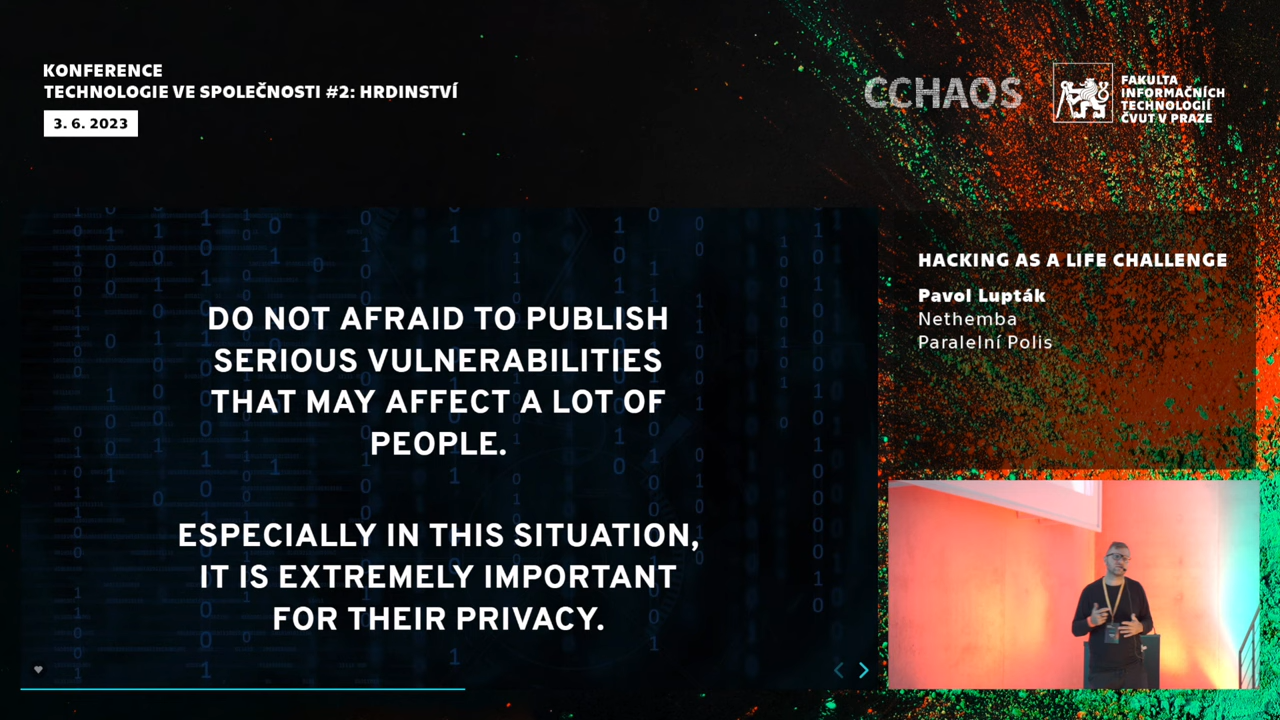 KONFERENCE
TECHNOLOGIE VE SPOLEČNOSTI #2: HRDINSTVÍ
3. 6. 2023
CCHAOS
FAKULTA
INFORMAČNÍCH
TECHNOLOGIÍ
ČVUT V PRAZE
DO NOT AFRAID TO PUBLISH
SERIOUS VULNERABILITIES
THAT MAY AFFECT A LOT OF
PEOPLE.
ESPECIALLY IN THIS SITUATION,
IT IS EXTREMELY IMPORTANT
FOR THEIR PRIVACY.
HACKING AS A LIFE CHALLENGE
Pavol Lupták
Nethemba
Paralelní Polis